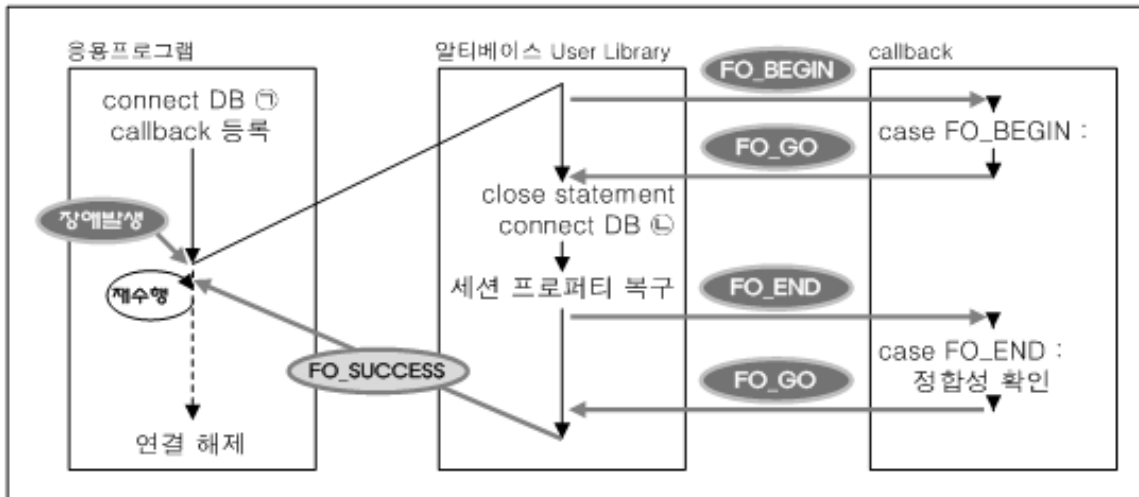 응용프로그램
connect DB ㉠
callback 등록
장애발생
재수행
연결 해제
알티베이스 User Library
close statement
connect DB ㉡
세션 프로퍼티 복구
FO_SUCCESS
FO_BEGIN
FO_GO
FO_END
FO_GO
callback
case FO_BEGIN :
case FO_END :
정합성 확인